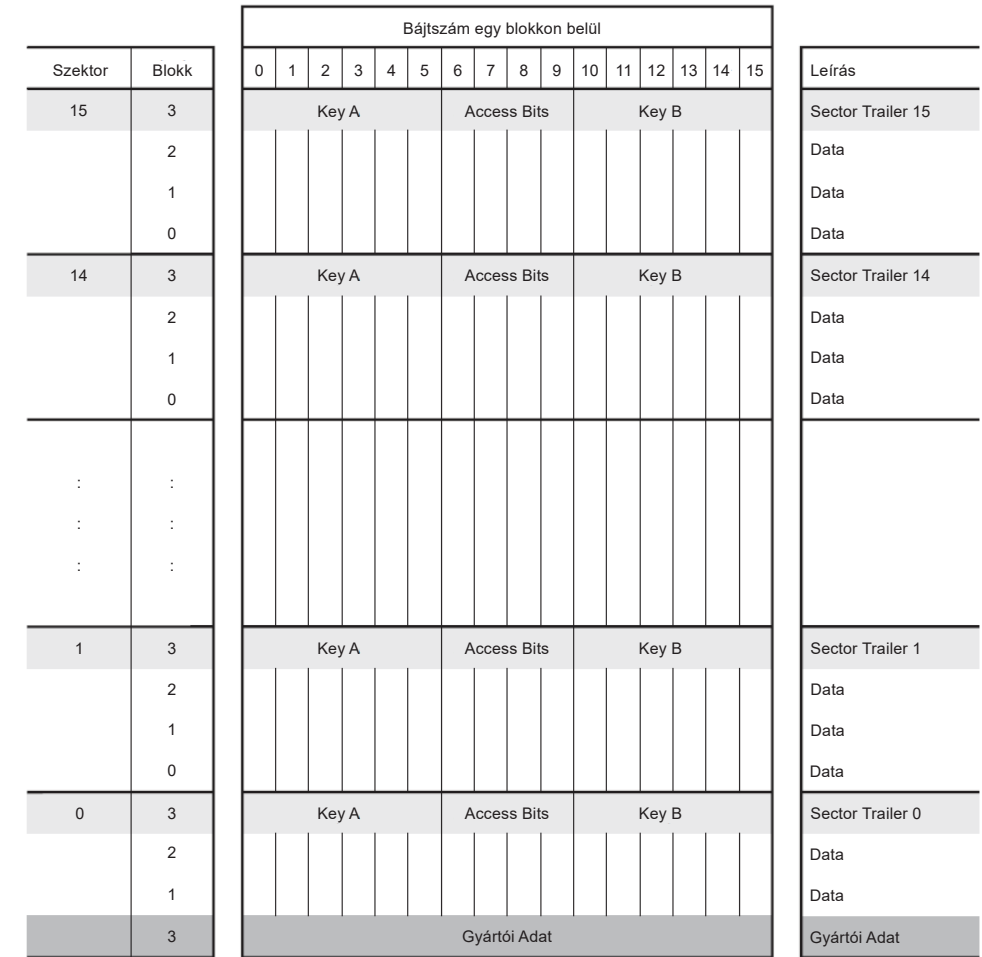 Bájtszám egy blokkon belül
Szektor Blokk 0 1 2 3 4 5 6 7 8 9 10 11 12 13 14 15 Leírás
15 3 Key A Access Bits Key B Sector Trailer 15
2 Data
1 Data
0 Data
14 3 Key A Access Bits Key B Sector Trailer 14
2 Data
1 Data
0 Data
: :
: :
: :
1 3 Key A Access Bits Key B Sector Trailer 1
2 Data
1 Data
0 Data
0 3 Key A Access Bits Key B Sector Trailer 0
2 Data
1 Data
3 Gyártói Adat Gyártói Adat